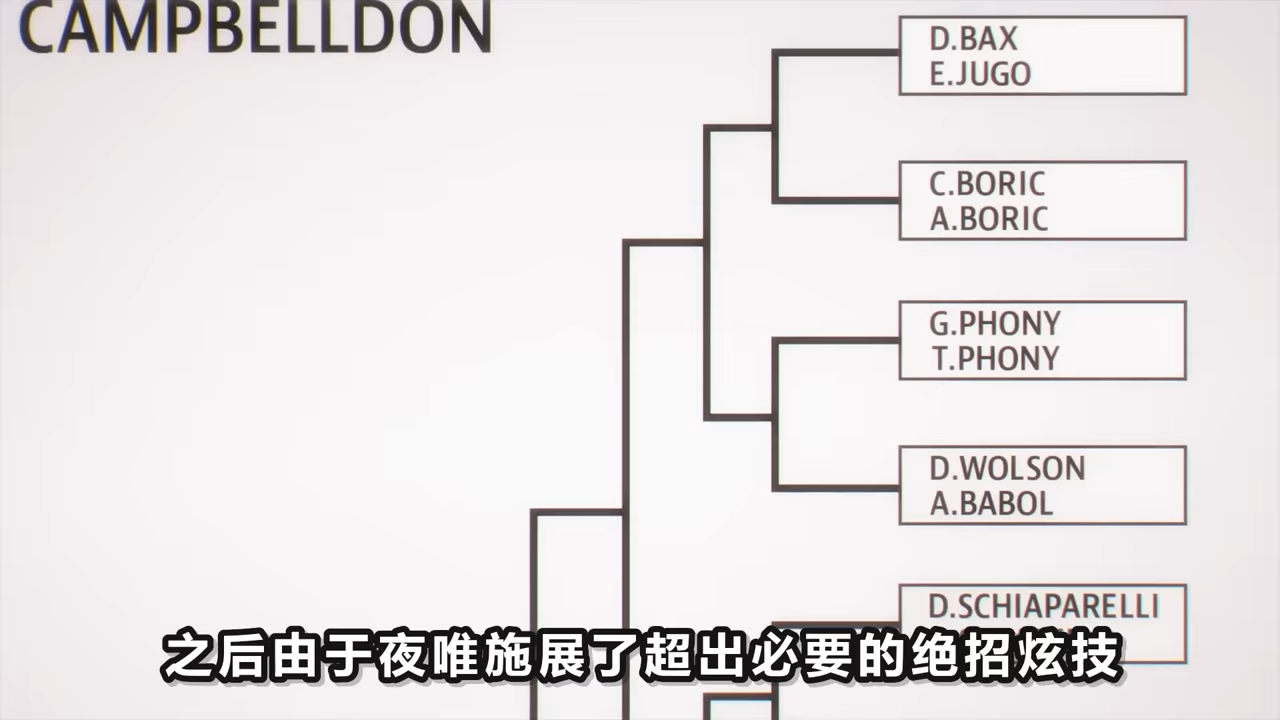 CAMPBELLDON
D.BAX
E.JUGO
C.BORIC
A.BORIC
G.PHONY
T.PHONY
D.WOLSON
A.BABOL
D.SCHIAPARELLI
之后由于夜唯施展了超出必要的绝招炫技